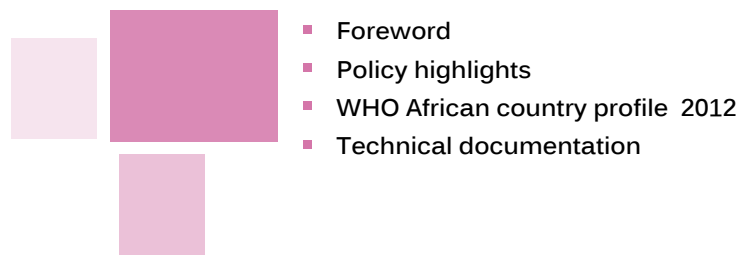 Foreword
Policy highlights
WHO African country profile 2012
Technical documentation